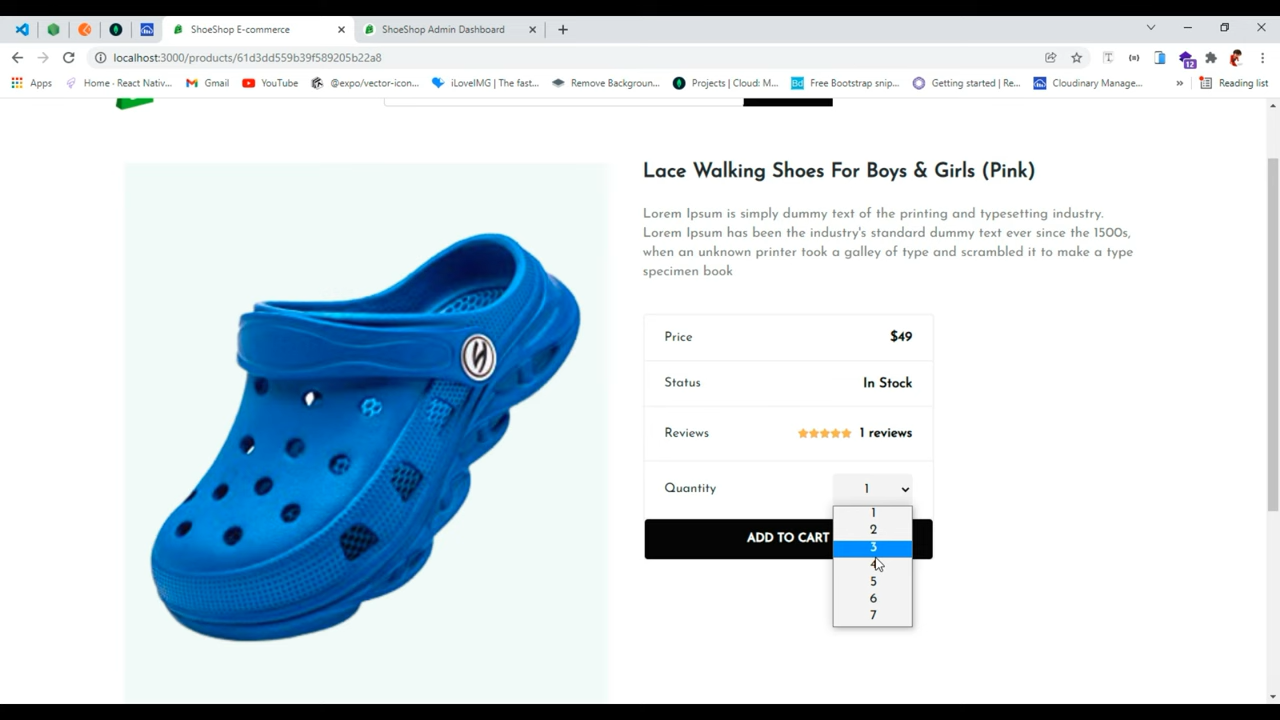 ShoeShop E-commerce
ShoeShop Admin Dashboard
localhost:3000/products/61d3dd559b39f589205b22a8
12
Apps
Home · React Nativ...
Gmail
YouTube
@expo/vector-icon...
iLoveIMG | The fast...
Remove Backgroun...
Projects | Cloud: M...
Free Bootstrap snip...
Getting started | Re...
Cloudinary Manage...
»
Reading list
Lace Walking Shoes For Boys & Girls (Pink)
Lorem Ipsum is simply dummy text of the printing and typesetting industry.
Lorem Ipsum has been the industry's standard dummy text ever since the 1500s,
when an unknown printer took a galley of type and scrambled it to make a type
specimen book
Price $49
Status In Stock
Reviews 1 reviews
Quantity 1
1
2
ADD TO CART
3
4
5
6
7